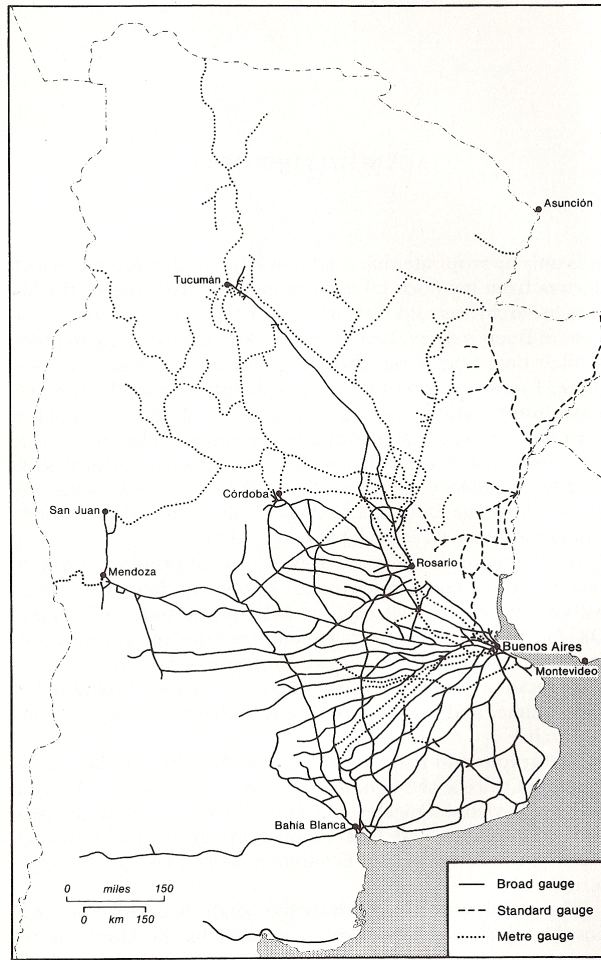 Asunción
Tucumán
Córdoba
San Juan
Rosario
Mendoza
Buenos Aires
Montevideo
Bahía Blanca
0 miles 150
0 km 150
Broad gauge
Standard gauge
Metre gauge